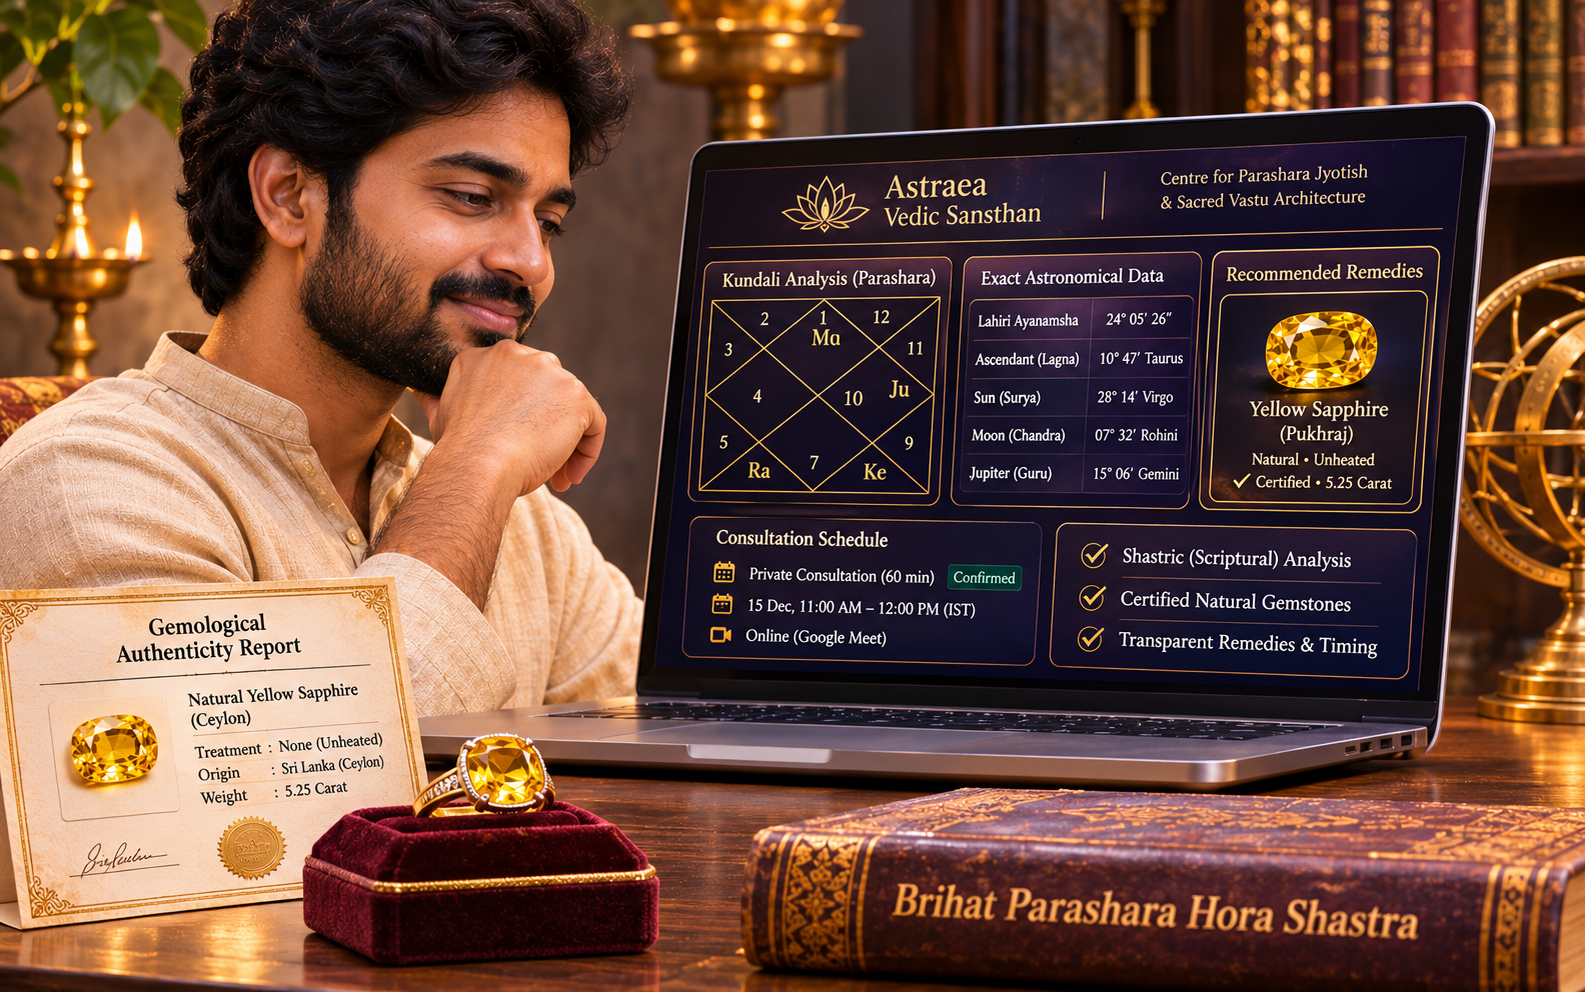 Astraea
Vedic Sansthan
Centre for Parashara Jyotish
& Sacred Vastu Architecture
Kundali Analysis (Parashara)
2
1
12
Ma
3
11
4
10
Ju
5
9
Ra
7
Ke
Exact Astronomical Data
Lahiri Ayanamsha 24° 05' 26"
Ascendant (Lagna) 10° 47' Taurus
Sun (Surya) 28° 14' Virgo
Moon (Chandra) 07° 32' Rohini
Jupiter (Guru) 15° 06' Gemini
Recommended Remedies
Yellow Sapphire
(Pukhraj)
Natural • Unheated
Certified • 5.25 Carat
Consultation Schedule
Private Consultation (60 min) Confirmed
15 Dec, 11:00 AM – 12:00 PM (IST)
Online (Google Meet)
Shastric (Scriptural) Analysis
Certified Natural Gemstones
Transparent Remedies & Timing
Gemological
Authenticity Report
Natural Yellow Sapphire
(Ceylon)
Treatment : None (Unheated)
Origin : Sri Lanka (Ceylon)
Weight : 5.25 Carat
Brihat Parashara Hora Shastra